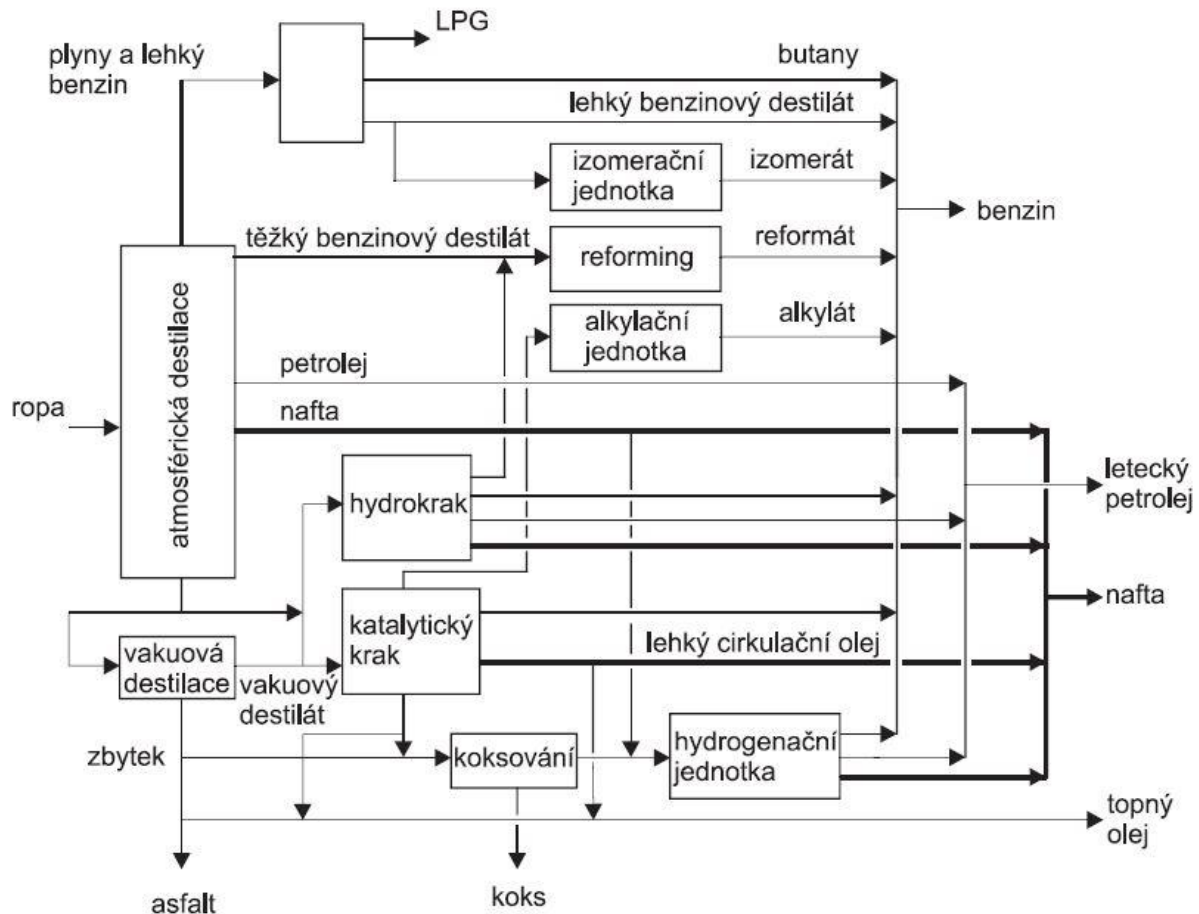 LPG
plyny a lehký
benzin
butany
lehký benzinový destilát
izomerační
jednotka
izomerát
benzin
těžký benzinový destilát
reforming
reformát
alkylační
jednotka
alkylát
atmosférická destilace
petrolej
ropa
nafta
letecký
petrolej
hydrokrak
nafta
katalytický
krak
lehký cirkulační olej
vakuová
destilace
vakuový
destilát
zbytek
koksování
hydrogenační
jednotka
topný
olej
asfalt
koks